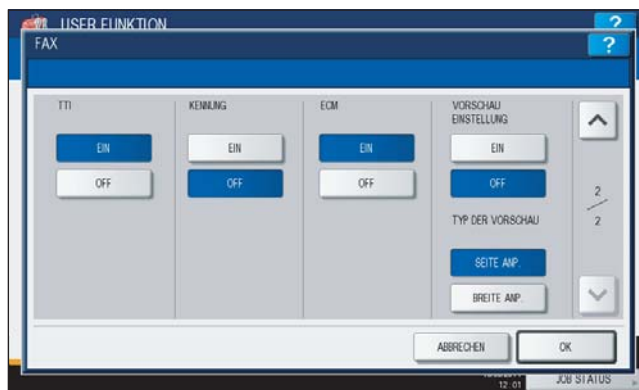 USER FUNKTION
?
FAX
?
TTI
EIN
OFF
KENNUNG
EIN
OFF
ECM
EIN
OFF
VORSCHAU
EINSTELLUNG
EIN
OFF
TYP DER VORSCHAU
SEITE ANP.
BREITE ANP.
2
2
ABBRECHEN
OK
12:01
JOB STATUS